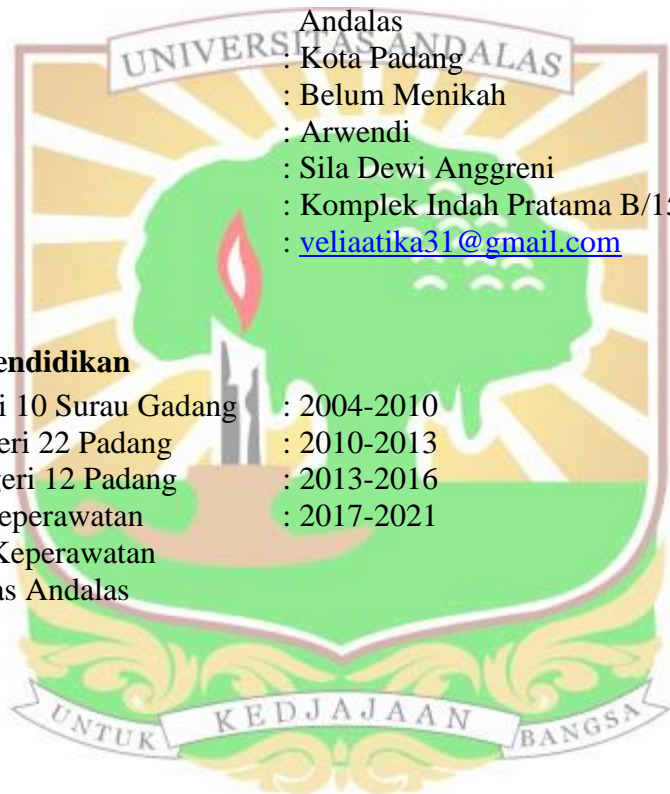 Andalas
UNIVERSITAS ANDALAS
: Kota Padang
: Belum Menikah
: Arwendi
: Sila Dewi Anggreni
: Komplek Indah Pratama B/15
: veliaatika31@gmail.com
endidikan
i 10 Surau Gadang : 2004-2010
eri 22 Padang : 2010-2013
geri 12 Padang : 2013-2016
eperawatan : 2017-2021
Keperawatan
as Andalas
UNTUK KEDJAJAAN BANGSA